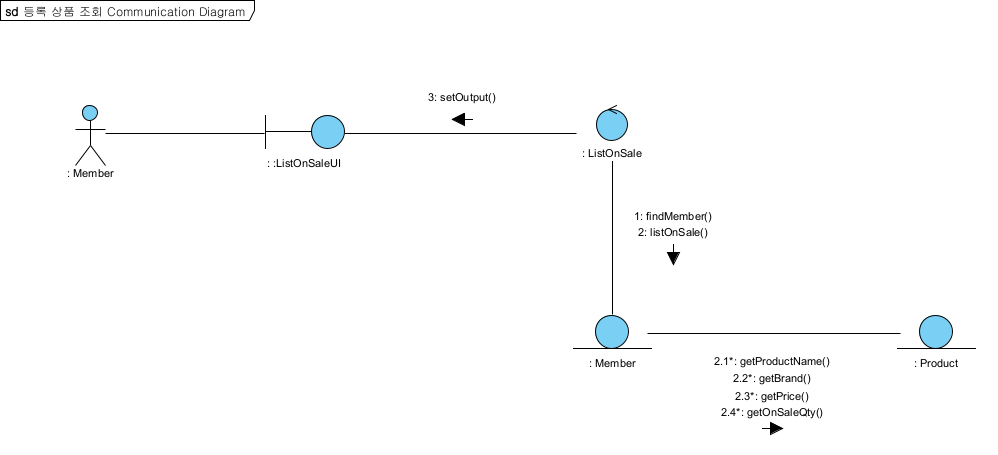 sd 등록 상품 조회 Communication Diagram
3: setOutput()
: Member
: :ListOnSaleUI
: ListOnSale
1: findMember()
2: listOnSale()
: Member
: Product
2.1*: getProductName()
2.2*: getBrand()
2.3*: getPrice()
2.4*: getOnSaleQty()